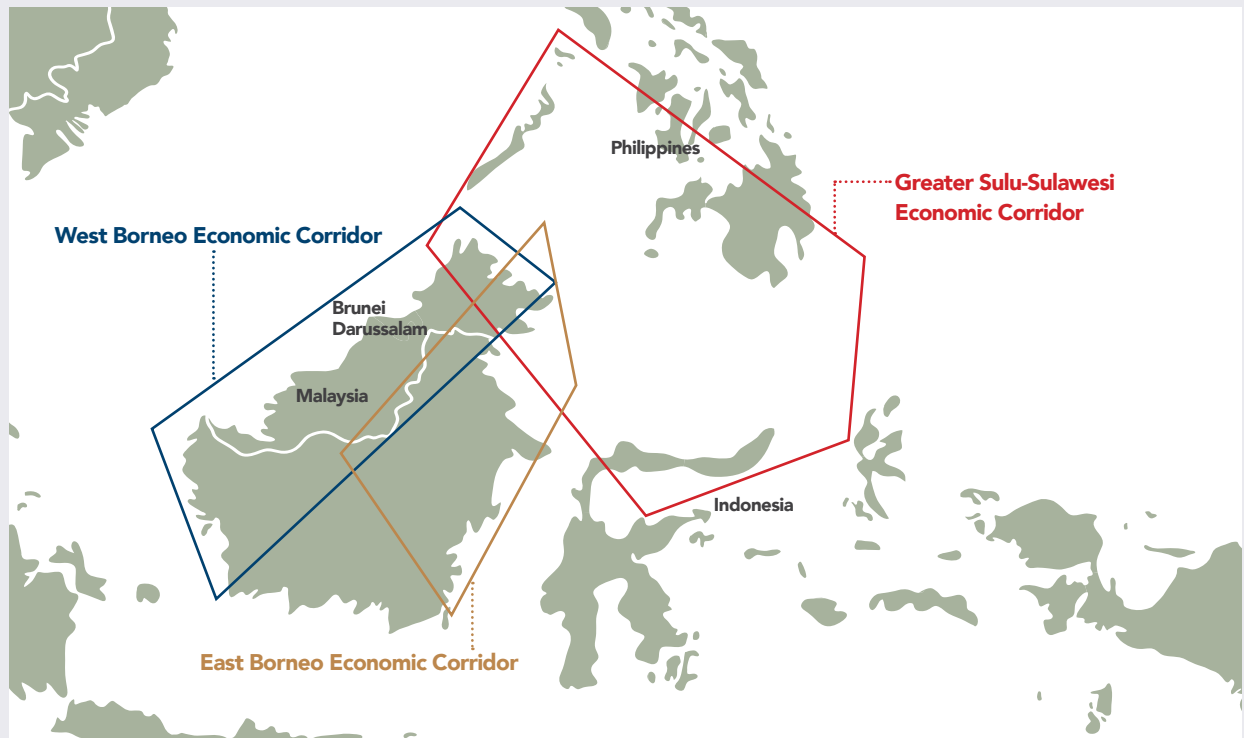 Philippines
Greater Sulu-Sulawesi
Economic Corridor
West Borneo Economic Corridor
Brunei
Darussalam
Malaysia
Indonesia
East Borneo Economic Corridor